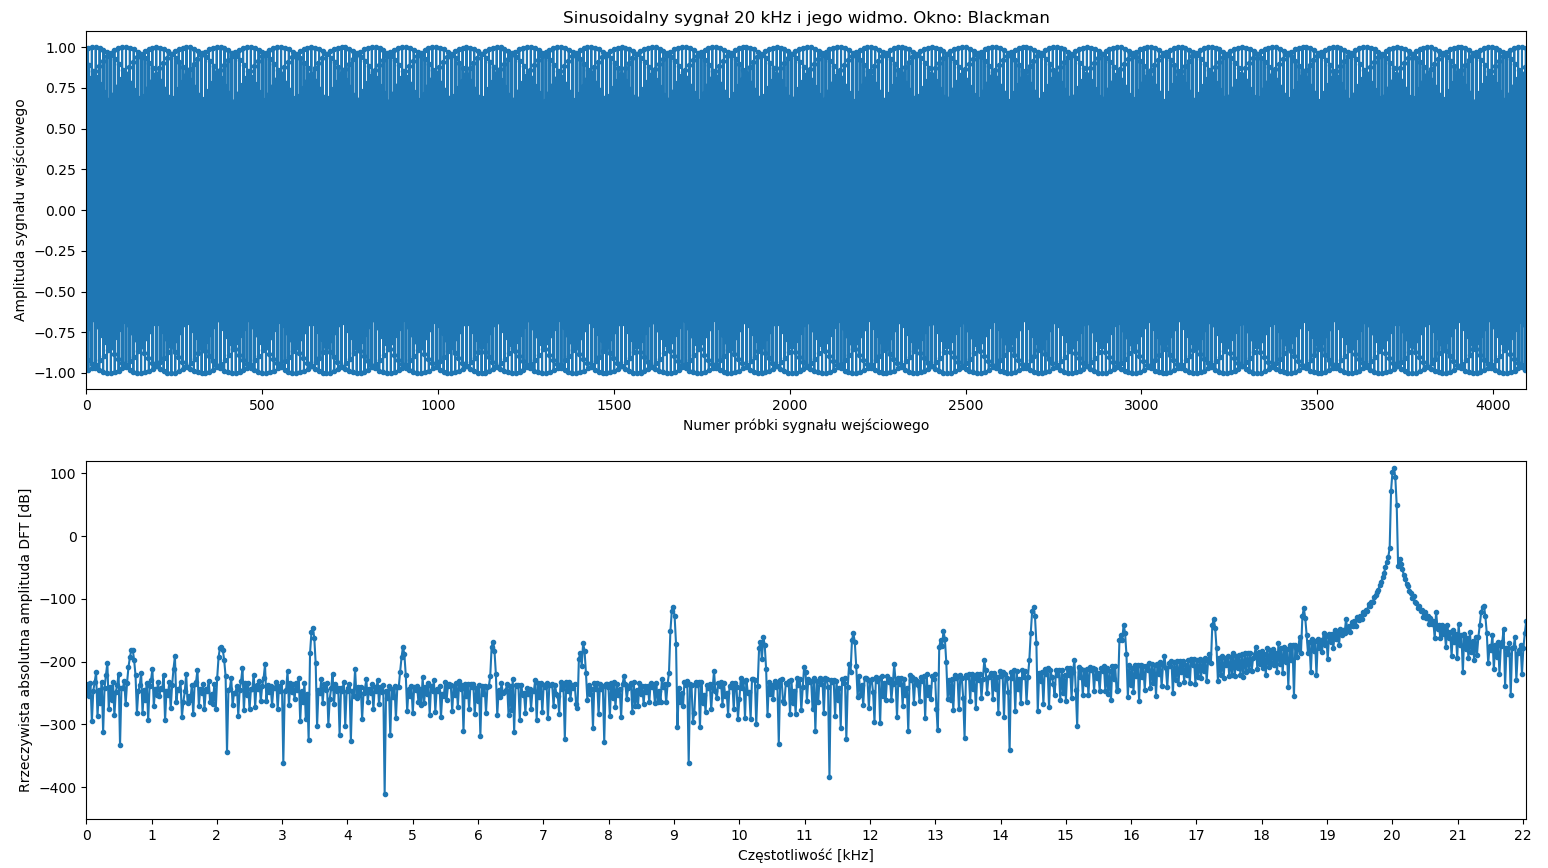 Sinusoidalny sygnał 20 kHz i jego widmo. Okno: Blackman
Amplituda sygnału wejściowego
1.00
0.75
0.50
0.25
0.00
−0.25
−0.50
−0.75
−1.00
0 500 1000 1500 2000 2500 3000 3500 4000
Numer próbki sygnału wejściowego
Rrzeczywista absolutna amplituda DFT [dB]
100
0
−100
−200
−300
−400
0 1 2 3 4 5 6 7 8 9 10 11 12 13 14 15 16 17 18 19 20 21 22
Częstotliwość [kHz]